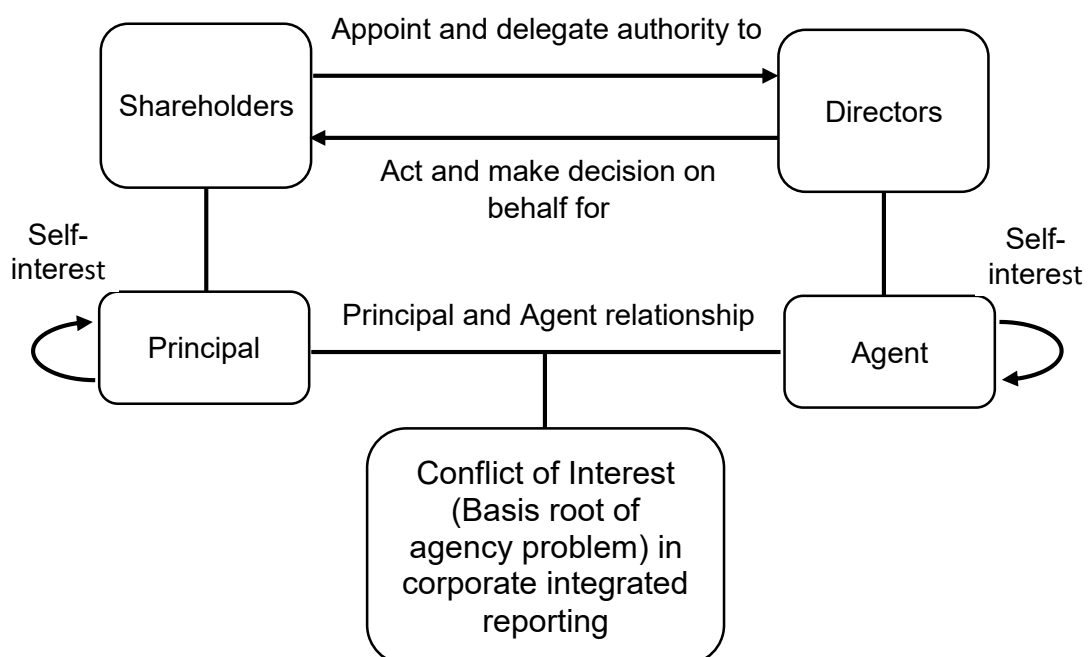 Appoint and delegate authority to
Shareholders
Directors
Act and make decision on
behalf for
Self-
interest
Self-
interest
Principal and Agent relationship
Principal
Agent
Conflict of Interest
(Basis root of
agency problem) in
corporate integrated
reporting